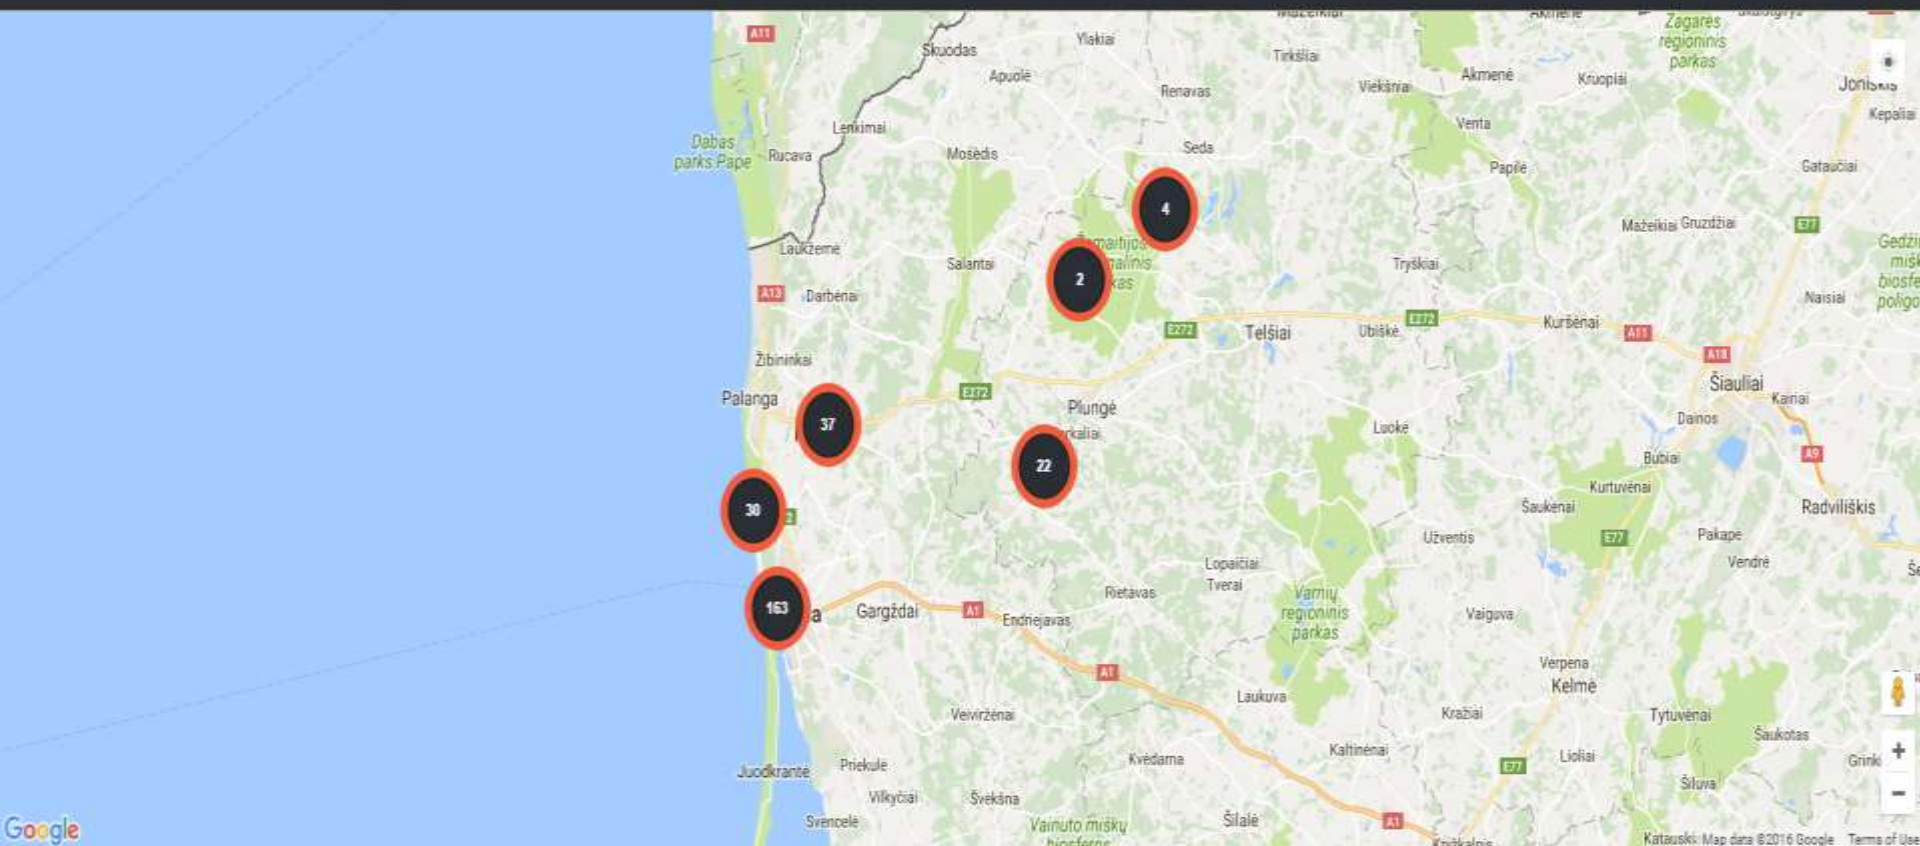 A11
Skuodas
Ylakiai
Tirkšliai
Žagarės
regioninis
parkas
Apuolė
Renavas
Viekšniai
Akmenė
Kruopiai
Joniškis
Kepaliai
Lenkimai
Venta
Dabas
parks Pape
Rucava
Mosėdis
Seda
Papilė
Gataučiai
4
Mažeikiai
Gruzdžiai
E77
Laukžemė
Salantai
2
Tryškiai
A13
Darbėnai
Naisiai
E272
Telšiai
Ubiškė
E272
Kuršėnai
A11
A18
Žibininkai
Šiauliai
Palanga
E272
Plungė
Kairiai
37
Luokė
Dainos
22
Bubiai
A9
Kurtuvėnai
30
Šaukėnai
Radviliškis
Užventis
E77
Pakapė
Lopaičiai
Vendrė
Tverai
163
Gargždai
A1
Endriejavas
Rietavas
Varnių
regioninis
parkas
Vaiguva
A1
Verpena
Kelmė
Laukuva
Veiviržėnai
Kražiai
Tytuvėnai
Šaukotas
Kvėdarna
Kaltinėnai
Lioliai
Juodkrantė
Priekulė
E77
+
Šiluva
Vilkyčiai
Švėkšna
−
Svencelė
Vainuto miškų
Šilalė
A1
Google
Map data ©2016 Google
Terms of Use